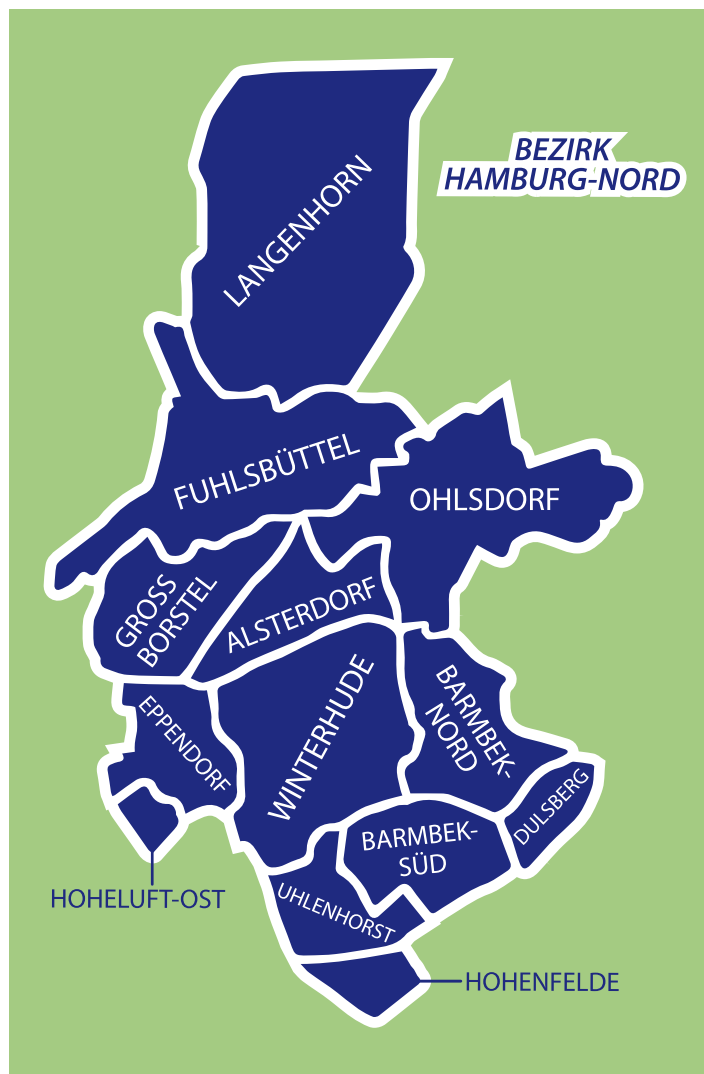 BEZIRK
HAMBURG-NORD
LANGENHORN
FUHLSBÜTTEL
OHLSDORF
GROSS
BORSTEL
ALSTERDORF
EPPENDORF
WINTERHUDE
BARMBEK-
NORD
DULSBERG
BARMBEK-
SÜD
HOHELUFT-OST
UHLENHORST
HOHENFELDE